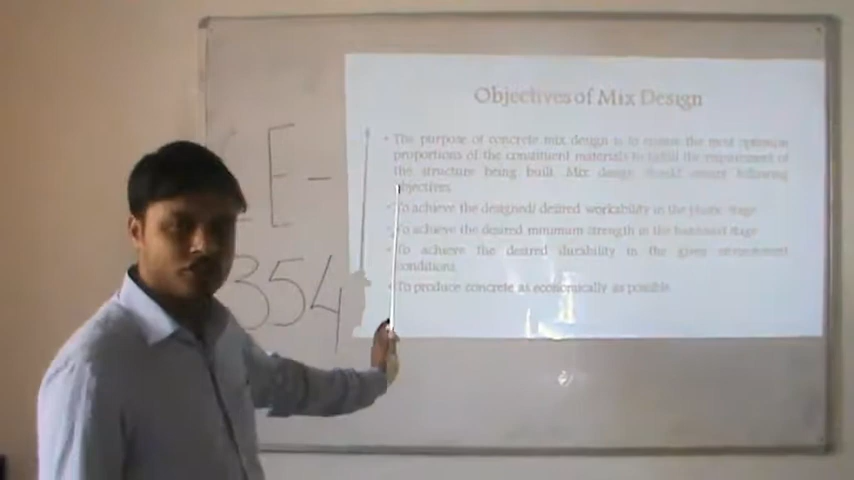 Objectives of Mix Design
• The purpose of concrete mix design is to ensure the most optimum
proportions of the constituent materials to fulfil the requirement of
the structure being built. Mix design should ensure following
objectives.
• To achieve the designed/ desired workability in the plastic stage
• To achieve the desired minimum strength in the hardened stage
• To achieve the desired durability in the given environment
conditions
• To produce concrete as economically as possible.
E-
354